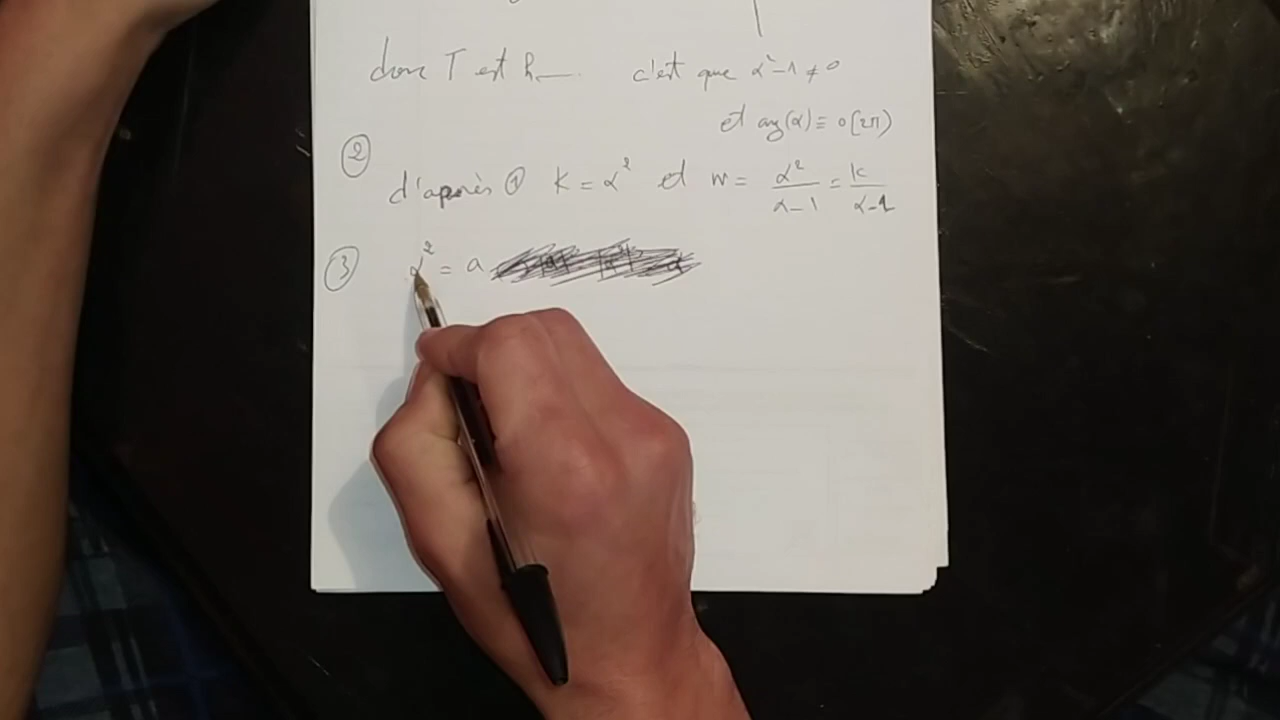 donc T est h___. c'est que α²-1 ≠ 0
et arg(α) ≡ 0[2π]
②
d'après ① K = α² et w = α²/(α-1) = k/(α-1)
③ α² = a